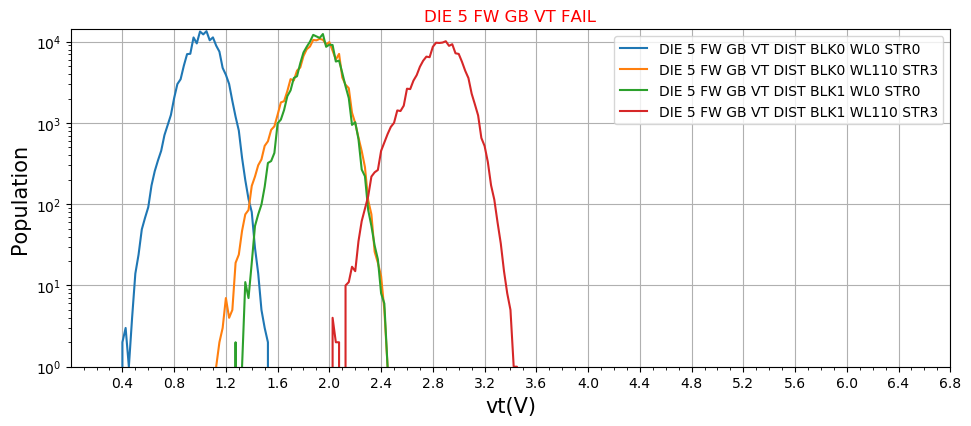 DIE 5 FW GB VT FAIL
DIE 5 FW GB VT DIST BLK0 WL0 STR0
DIE 5 FW GB VT DIST BLK0 WL110 STR3
DIE 5 FW GB VT DIST BLK1 WL0 STR0
DIE 5 FW GB VT DIST BLK1 WL110 STR3
Population
10^4
10^3
10^2
10^1
10^0
0.4 0.8 1.2 1.6 2.0 2.4 2.8 3.2 3.6 4.0 4.4 4.8 5.2 5.6 6.0 6.4 6.8
vt(V)